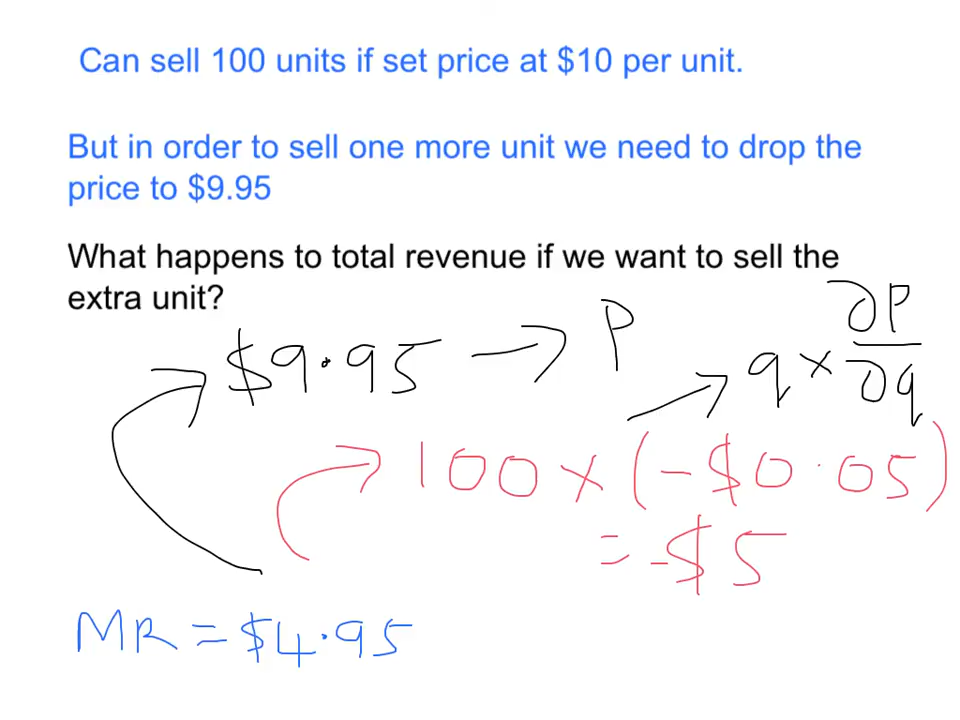 Can sell 100 units if set price at $10 per unit.
But in order to sell one more unit we need to drop the
price to $9.95
What happens to total revenue if we want to sell the
extra unit?
$9.95 → P
→ q × ∂P/∂q
100 × (-$0.05)
= -$5
MR = $4.95